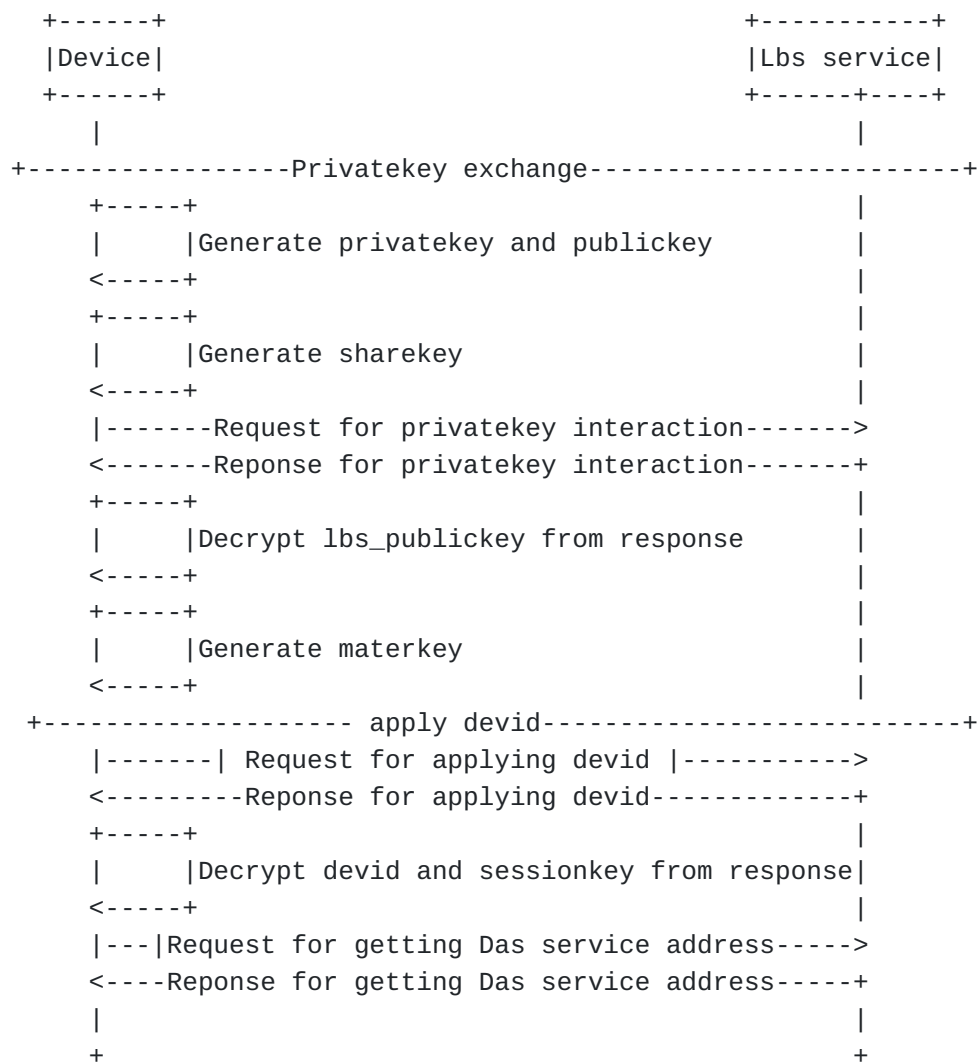 Device Lbs service
Privatekey exchange
Generate privatekey and publickey
Generate sharekey
Request for privatekey interaction
Reponse for privatekey interaction
Decrypt lbs_publickey from response
Generate materkey
apply devid
Request for applying devid
Reponse for applying devid
Decrypt devid and sessionkey from response
Request for getting Das service address
Reponse for getting Das service address